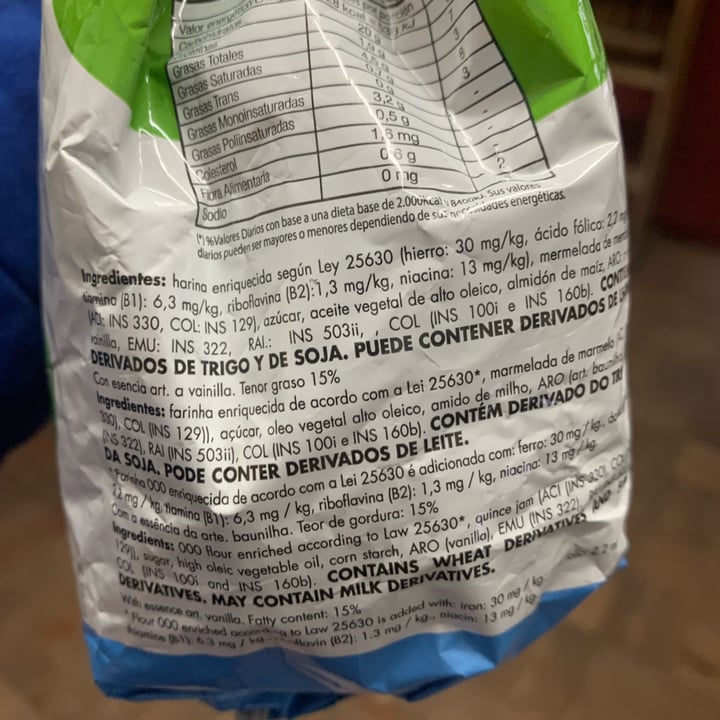 Valor
Grasas Totales
Grasas Saturadas
Grasas Trans
Grasas Monoinsaturadas 3,2 g
Grasas Poliinsaturadas 0,5 g
Colesterol 1,6 mg
Fibra Alimentaria
Sodio 0 mg
(*) %Valores Diarios con base a una dieta base de 2.000Kcal y 8400KJ. Sus valores
diarios pueden ser mayores o menores dependiendo de sus necesidades energéticas.
Ingredientes: harina enriquecida según Ley 25630 (hierro: 30 mg/kg, ácido fólico: 2,2
tiamina (B1): 6,3 mg/kg, riboflavina (B2):1,3 mg/kg, niacina: 13 mg/kg), mermelada de
INS 330, COL: INS 129), azúcar, aceite vegetal de alto oleico, almidón de maíz, ARO:
vainilla, EMU: INS 322, RAI.: INS 503ii, , COL (INS 100i e INS 160b).
DERIVADOS DE TRIGO Y DE SOJA. PUEDE CONTENER DERIVADOS DE
Con esencia art. a vainilla. Tenor graso 15%
Ingredientes: farinha enriquecida de acordo com a Lei 25630*, marmelada de
330), COL (INS 129)), açúcar, oleo vegetal alto oleico, amido de milho, ARO (art.
(INS 322), RAI (INS 503ii), COL (INS 100i e INS 160b). CONTÉM DERIVADO DO
DA SOJA. PODE CONTER DERIVADOS DE LEITE.
* Farinha 000 enriquecida de acordo com a Lei 25630 é adicionada com: ferro: 30 mg / kg.,
2,2 mg / kg, tiamina (B1): 6,3 mg / kg, riboflavina (B2): 1,3 mg / kg, niacina: 13 mg / kg.
Com a essência da arte. baunilha. Teor de gordura: 15%
Ingredients: 000 flour enriched according to Law 25630*, quince jam (ACI (INS 330),
129)), sugar, high oleic vegetable oil, corn starch, ARO (vanilla), EMU (INS 322),
COL (INS 100i and INS 160b). CONTAINS WHEAT DERIVATIVES AND
DERIVATIVES. MAY CONTAIN MILK DERIVATIVES.
With essence art. vanilla. Fatty content: 15%
* Flour 000 enriched according to Law 25630 is added with: iron: 30 mg / kg.
thiamine (B1): 6.3 mg / kg., riboflavin (B2): 1.3 mg / kg., niacin: 13 mg / kg.